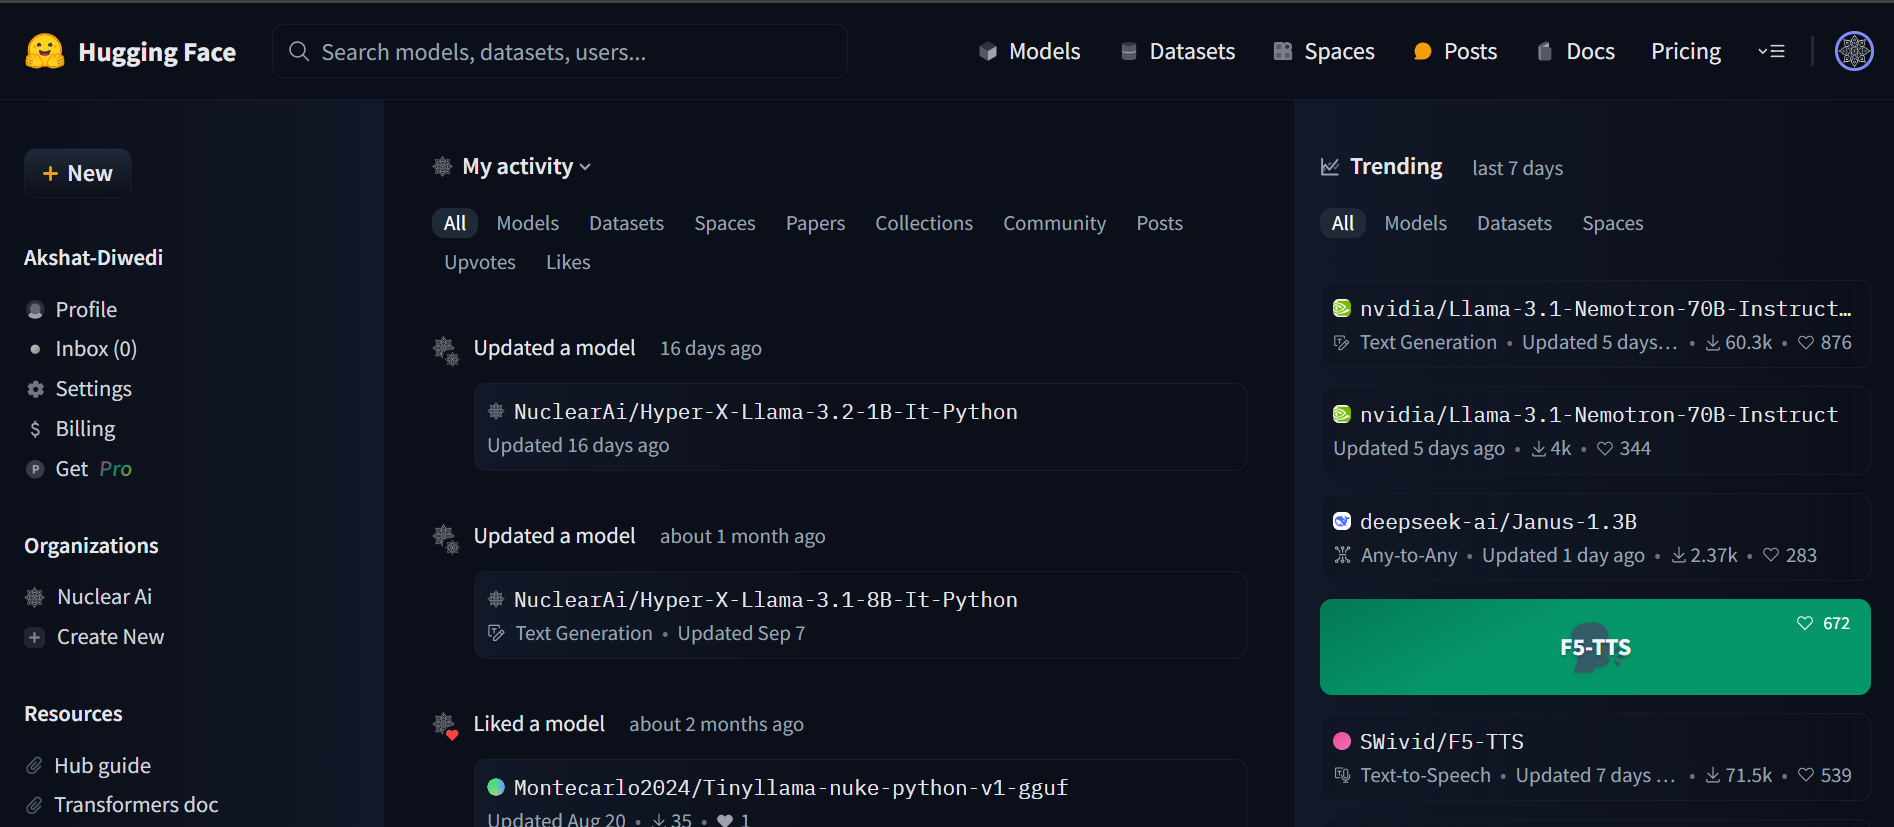 Hugging Face
Search models, datasets, users...
Models
Datasets
Spaces
Posts
Docs
Pricing
+ New
Akshat-Diwedi
Profile
Inbox (0)
Settings
$ Billing
P Get Pro
Organizations
Nuclear Ai
+ Create New
Resources
Hub guide
Transformers doc
My activity
All Models Datasets Spaces Papers Collections Community Posts
Upvotes Likes
Updated a model 16 days ago
NuclearAi/Hyper-X-Llama-3.2-1B-It-Python
Updated 16 days ago
Updated a model about 1 month ago
NuclearAi/Hyper-X-Llama-3.1-8B-It-Python
Text Generation • Updated Sep 7
Liked a model about 2 months ago
Montecarlo2024/Tinyllama-nuke-python-v1-gguf
Updated Aug 20 • 35 • 1
Trending last 7 days
All Models Datasets Spaces
nvidia/Llama-3.1-Nemotron-70B-Instruct…
Text Generation • Updated 5 days… • 60.3k • 876
nvidia/Llama-3.1-Nemotron-70B-Instruct
Updated 5 days ago • 4k • 344
deepseek-ai/Janus-1.3B
Any-to-Any • Updated 1 day ago • 2.37k • 283
672
F5-TTS
SWivid/F5-TTS
Text-to-Speech • Updated 7 days … • 71.5k • 539